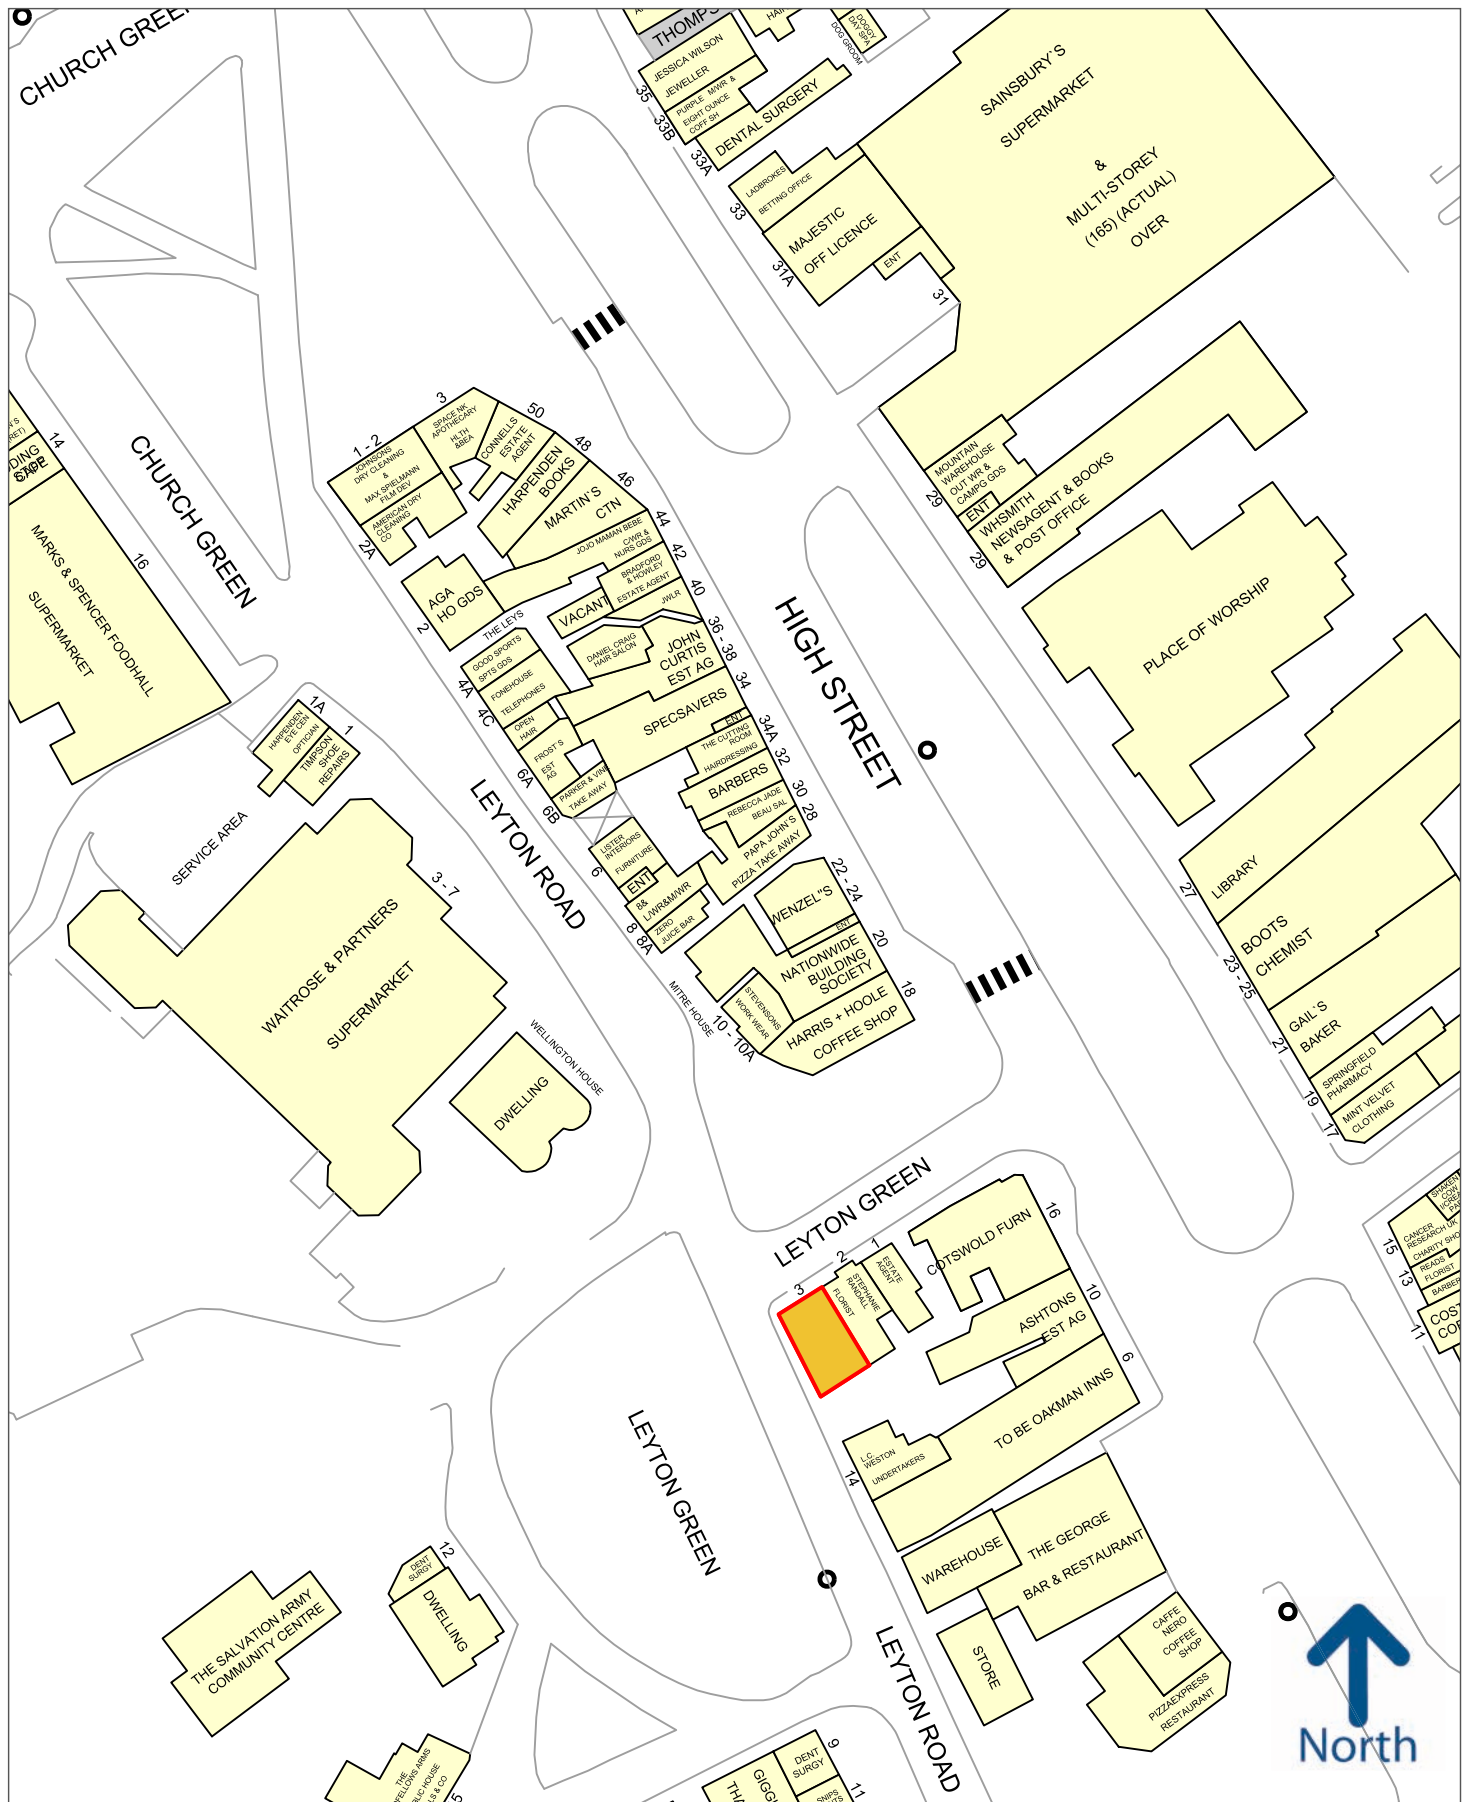 CHURCH GREEN
THOMPS
JESSICA WILSON
JEWELLER
PURPLE M/WR &
EIGHT OUNCE
COFF SH
DENTAL SURGERY
DOGGY
DAY SPA
DOG GROOM
35
33B
33A
LADBROKES
BETTING OFFICE
33
MAJESTIC
OFF LICENCE
31A
ENT
31
SAINSBURY`S
SUPERMARKET
&
MULTI-STOREY
(165) (ACTUAL)
OVER
MOUNTAIN
WAREHOUSE
OUT WR &
CAMPG GDS
29
ENT
WHSMITH
NEWSAGENT & BOOKS
& POST OFFICE
29
PLACE OF WORSHIP
LIBRARY
27
BOOTS
CHEMIST
23 - 25
GAIL`S
BAKER
21
SPRINGFIELD
PHARMACY
19
MINT VELVET
CLOTHING
17
14
MARKS & SPENCER FOODHALL
SUPERMARKET
16
CHURCH GREEN
1 - 2
JOHNSONS
DRY CLEANING
&
MAX SPIELMANN
FILM DEV
AMERICAN DRY
CLEANING
CO
2A
3
SPACE NK
APOTHECARY
HLTH
&BEA
50
CONNELLS
ESTATE
AGENT
48
HARPENDEN
BOOKS
46
MARTIN'S
CTN
44
JOJO MAMAN BEBE
C/WR &
NURS GDS
42
BRADFORD
& HOWLEY
ESTATE AGENT
40
JWLR
VACANT
AGA
HO GDS
2
THE LEYS
GOOD SPORTS
SPTS GDS
4A
FONEHOUSE
TELEPHONES
4C
OPEN
HAIR
FROST`S
EST
AG
6A
PARKER & VINE
TAKE AWAY
6B
DANIEL CRAIG
HAIR SALON
JOHN
CURTIS
EST AG
36 - 38
SPECSAVERS
34
ENT
34A
THE CUTTING
ROOM
HAIRDRESSING
32
BARBERS
30
REBECCA JADE
BEAU SAL
28
PAPA JOHN`S
PIZZA TAKE AWAY
HIGH STREET
LISTER
INTERIORS
FURNITURE
6
ENT
8&
L/WR&M/WR
8
ZERO
JUICE BAR
8A
22 - 24
WENZEL"S
ENT
20
NATIONWIDE
BUILDING
SOCIETY
18
HARRIS + HOOLE
COFFEE SHOP
STEVENSONS
WORK WEAR
10 - 10A
MITRE HOUSE
LEYTON ROAD
1A
HARPENDEN
EYE CEN
OPTICIAN
1
TIMPSON
SHOE
REPAIRS
SERVICE AREA
3 - 7
WAITROSE & PARTNERS
SUPERMARKET
WELLINGTON HOUSE
DWELLING
LEYTON GREEN
3
2
STEPHANIE
RANDALL
FLORIST
1
ESTATE
AGENT
COTSWOLD FURN
16
ASHTONS
EST AG
10
TO BE OAKMAN INNS
6
L.C.
WESTON
UNDERTAKERS
14
WAREHOUSE
THE GEORGE
BAR & RESTAURANT
STORE
CAFFE
NERO
COFFEE
SHOP
PIZZAEXPRESS
RESTAURANT
15
CANCER
RESEARCH UK
CHARITY SHO
13
READS
FLORIST
BARBER
11
COST
LEYTON GREEN
LEYTON ROAD
12
DENT
SURGY
DWELLING
THE SALVATION ARMY
COMMUNITY CENTRE
9
DENT
SURGY
11
North